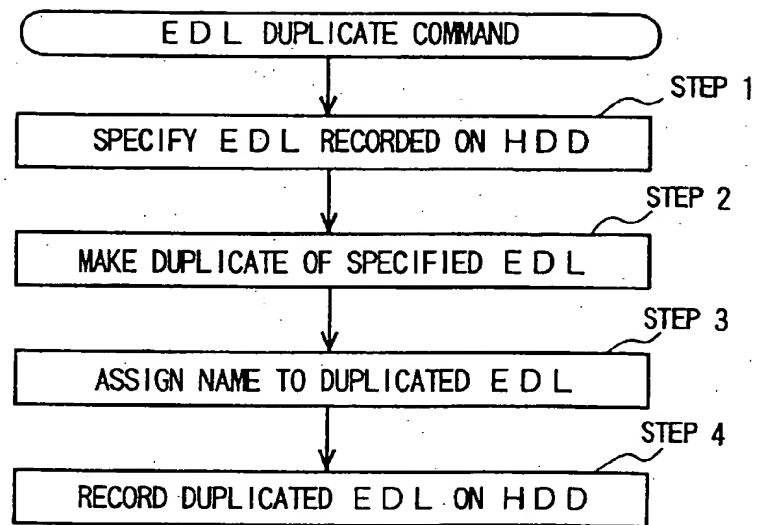 EDL DUPLICATE COMMAND
STEP 1
SPECIFY EDL RECORDED ON HDD
STEP 2
MAKE DUPLICATE OF SPECIFIED EDL
STEP 3
ASSIGN NAME TO DUPLICATED EDL
STEP 4
RECORD DUPLICATED EDL ON HDD